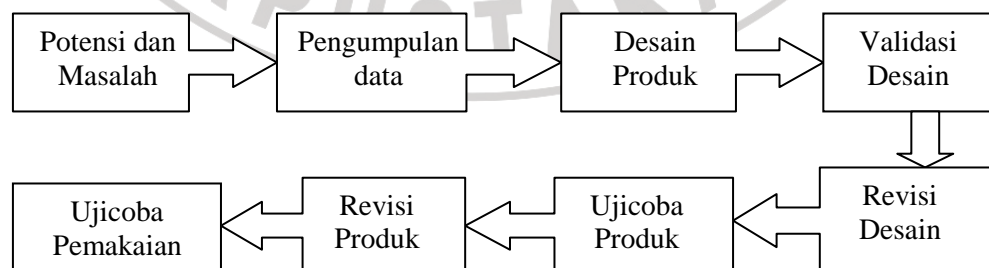 Potensi dan
Masalah
Pengumpulan
data
Desain
Produk
Validasi
Desain
Revisi
Desain
Ujicoba
Produk
Revisi
Produk
Ujicoba
Pemakaian